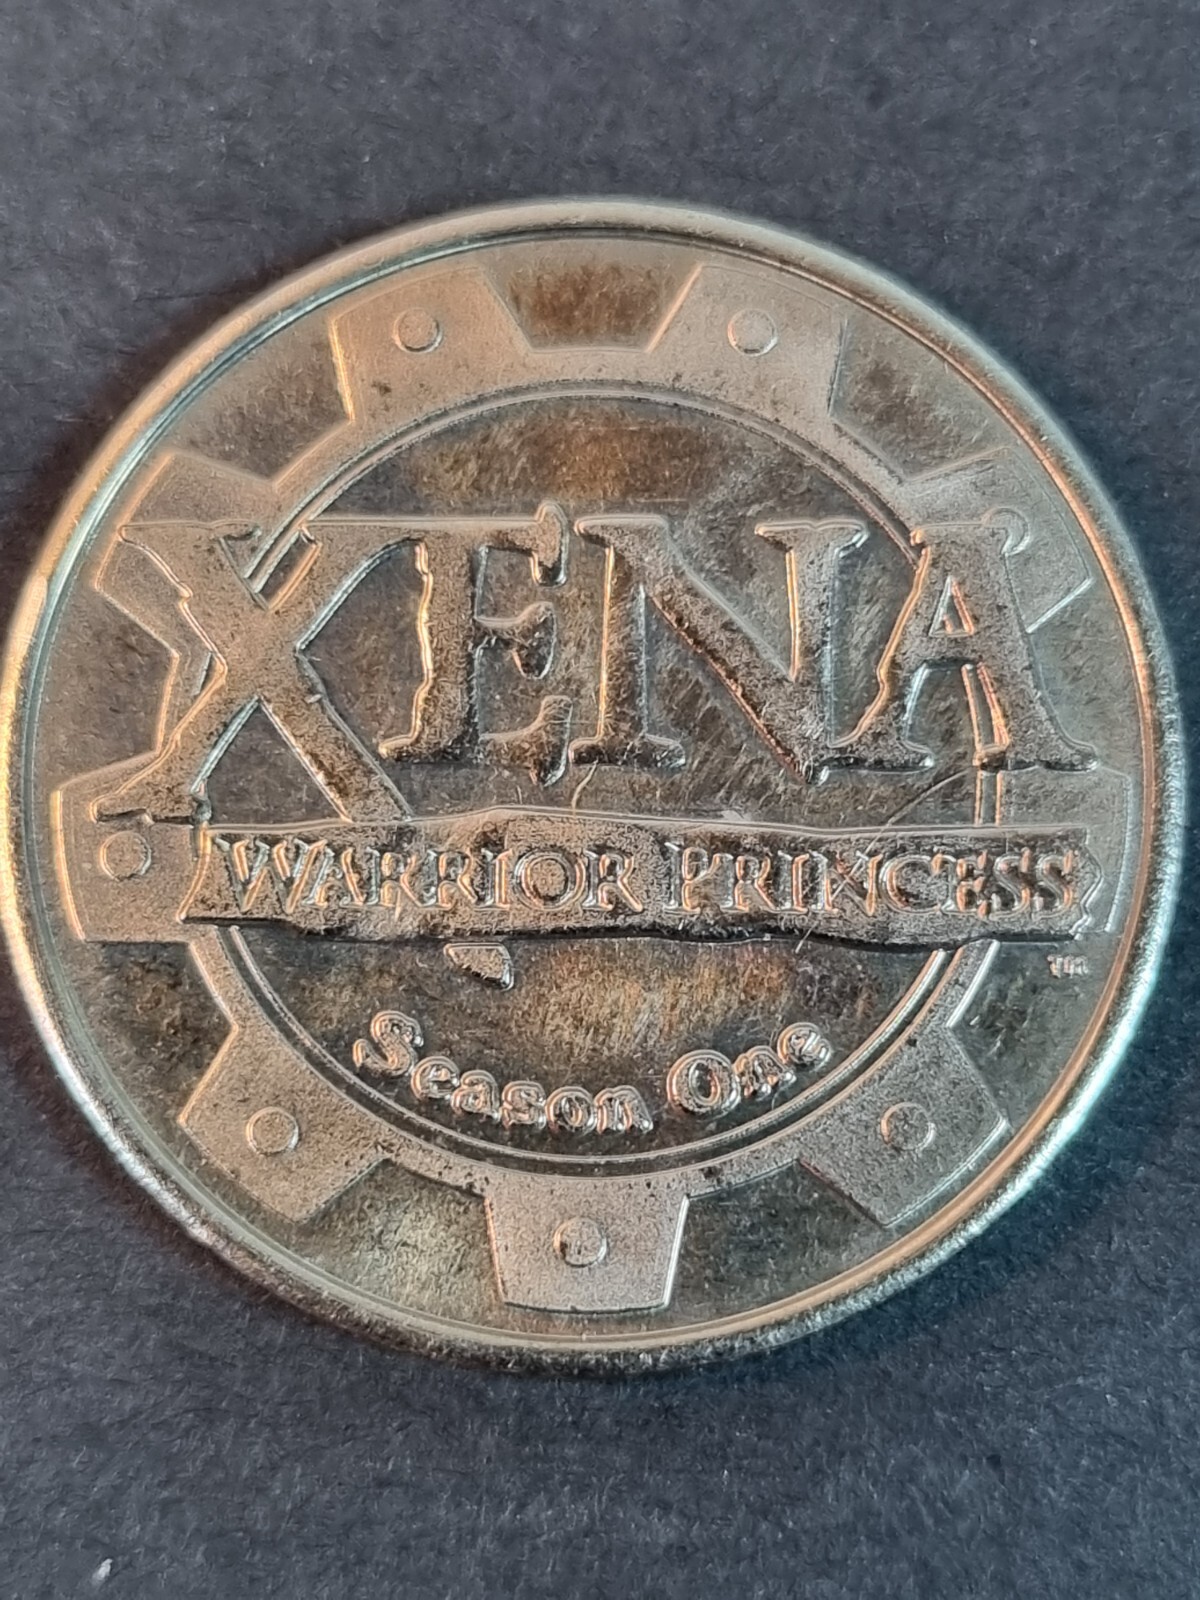 XENA
WARRIOR PRINCESS
™
Season One